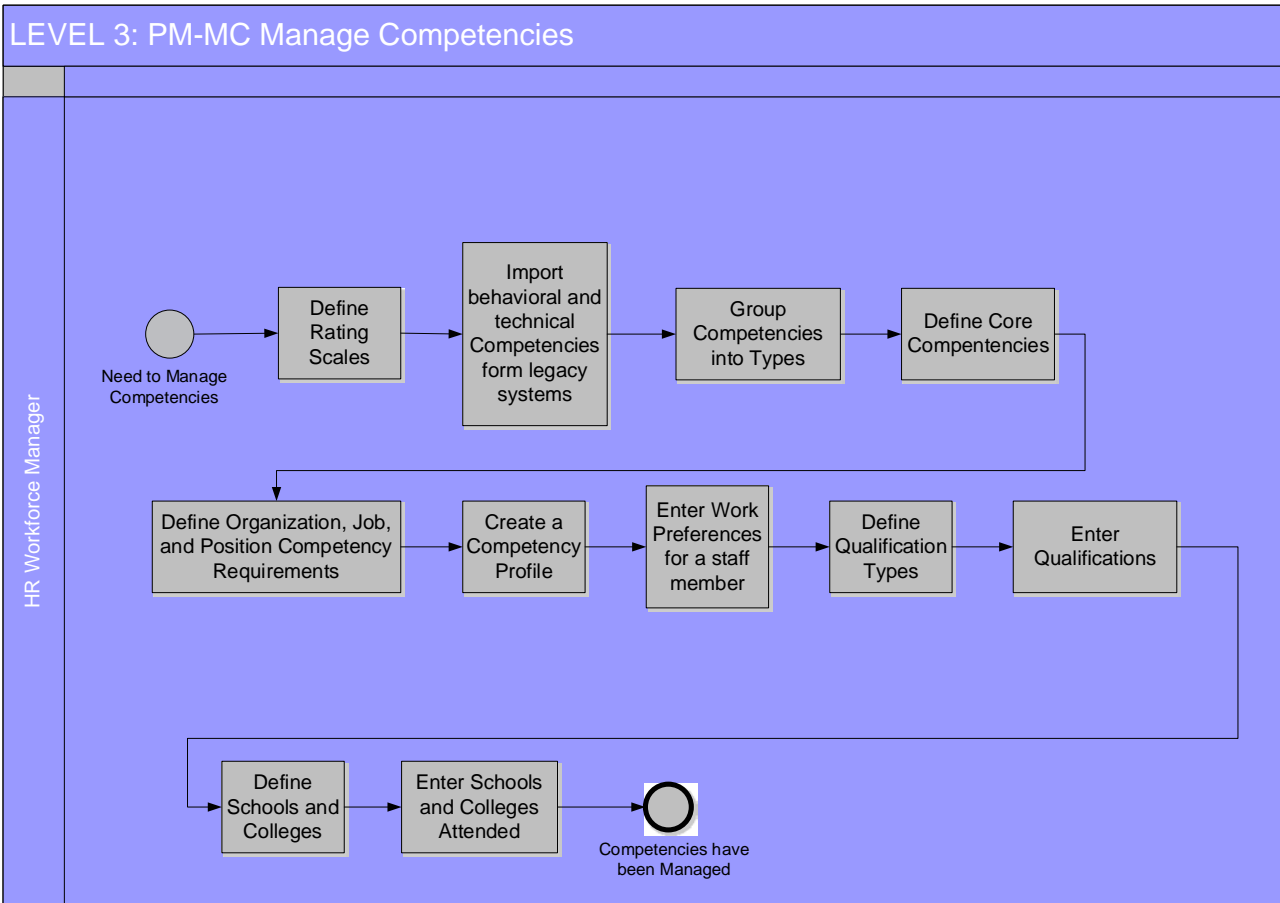 LEVEL 3: PM-MC Manage Competencies
HR Workforce Manager
Need to Manage
Competencies
Define
Rating
Scales
Import
behavioral and
technical
Competencies
form legacy
systems
Group
Competencies
into Types
Define Core
Compentencies
Define Organization, Job,
and Position Competency
Requirements
Create a
Competency
Profile
Enter Work
Preferences
for a staff
member
Define
Qualification
Types
Enter
Qualifications
Define
Schools and
Colleges
Enter Schools
and Colleges
Attended
Competencies have
been Managed